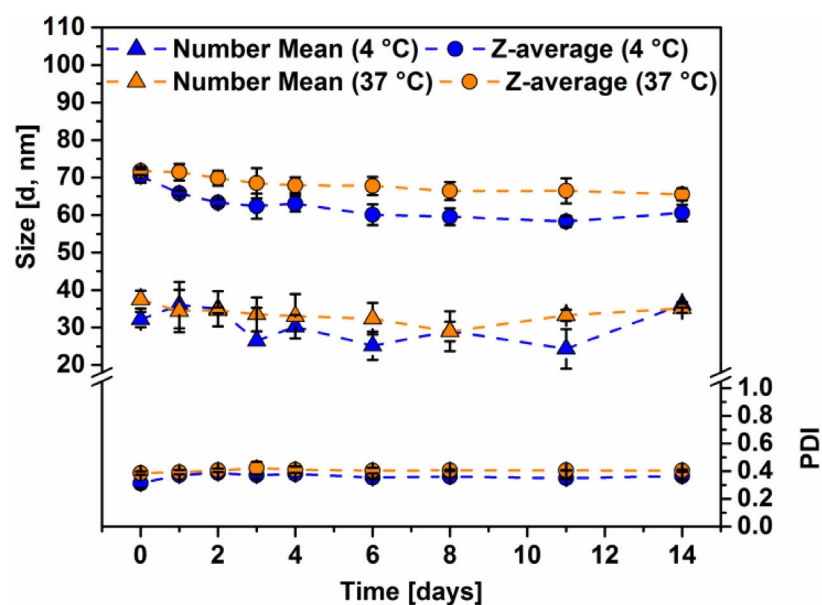 110
100
90
80
70
60
50
40
30
20
Size [d, nm]
Number Mean (4 °C) Z-average (4 °C)
Number Mean (37 °C) Z-average (37 °C)
1.0
0.8
0.6
0.4
0.2
0.0
PDI
0 2 4 6 8 10 12 14
Time [days]